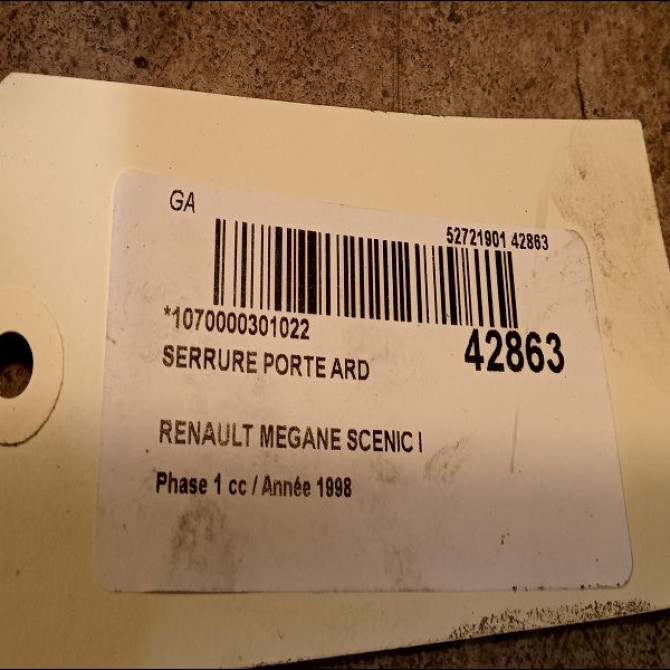 GA
52721901 42863
*1070000301022
42863
SERRURE PORTE ARD
RENAULT MEGANE SCENIC I
Phase 1 cc / Année 1998